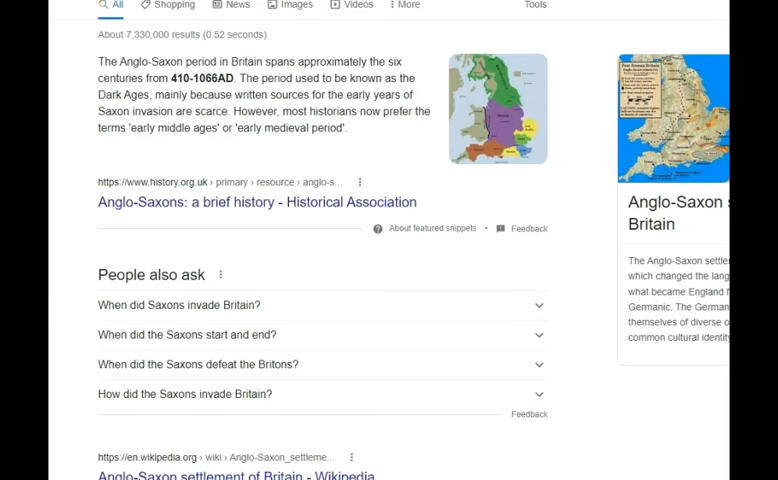 All Shopping News Images Videos More Tools
About 7,330,000 results (0.52 seconds)
The Anglo-Saxon period in Britain spans approximately the six
centuries from 410-1066AD. The period used to be known as the
Dark Ages, mainly because written sources for the early years of
Saxon invasion are scarce. However, most historians now prefer the
terms 'early middle ages' or 'early medieval period'.
https://www.history.org.uk › primary › resource › anglo-s...
Anglo-Saxons: a brief history - Historical Association
About featured snippets • Feedback
People also ask
When did Saxons invade Britain?
When did the Saxons start and end?
When did the Saxons defeat the Britons?
How did the Saxons invade Britain?
Feedback
https://en.wikipedia.org › wiki › Anglo-Saxon_settleme...
Anglo-Saxon settlement of Britain - Wikipedia
Anglo-Saxon s
Britain
The Anglo-Saxon settle
which changed the lang
what became England f
Germanic. The German
themselves of diverse o
common cultural identity